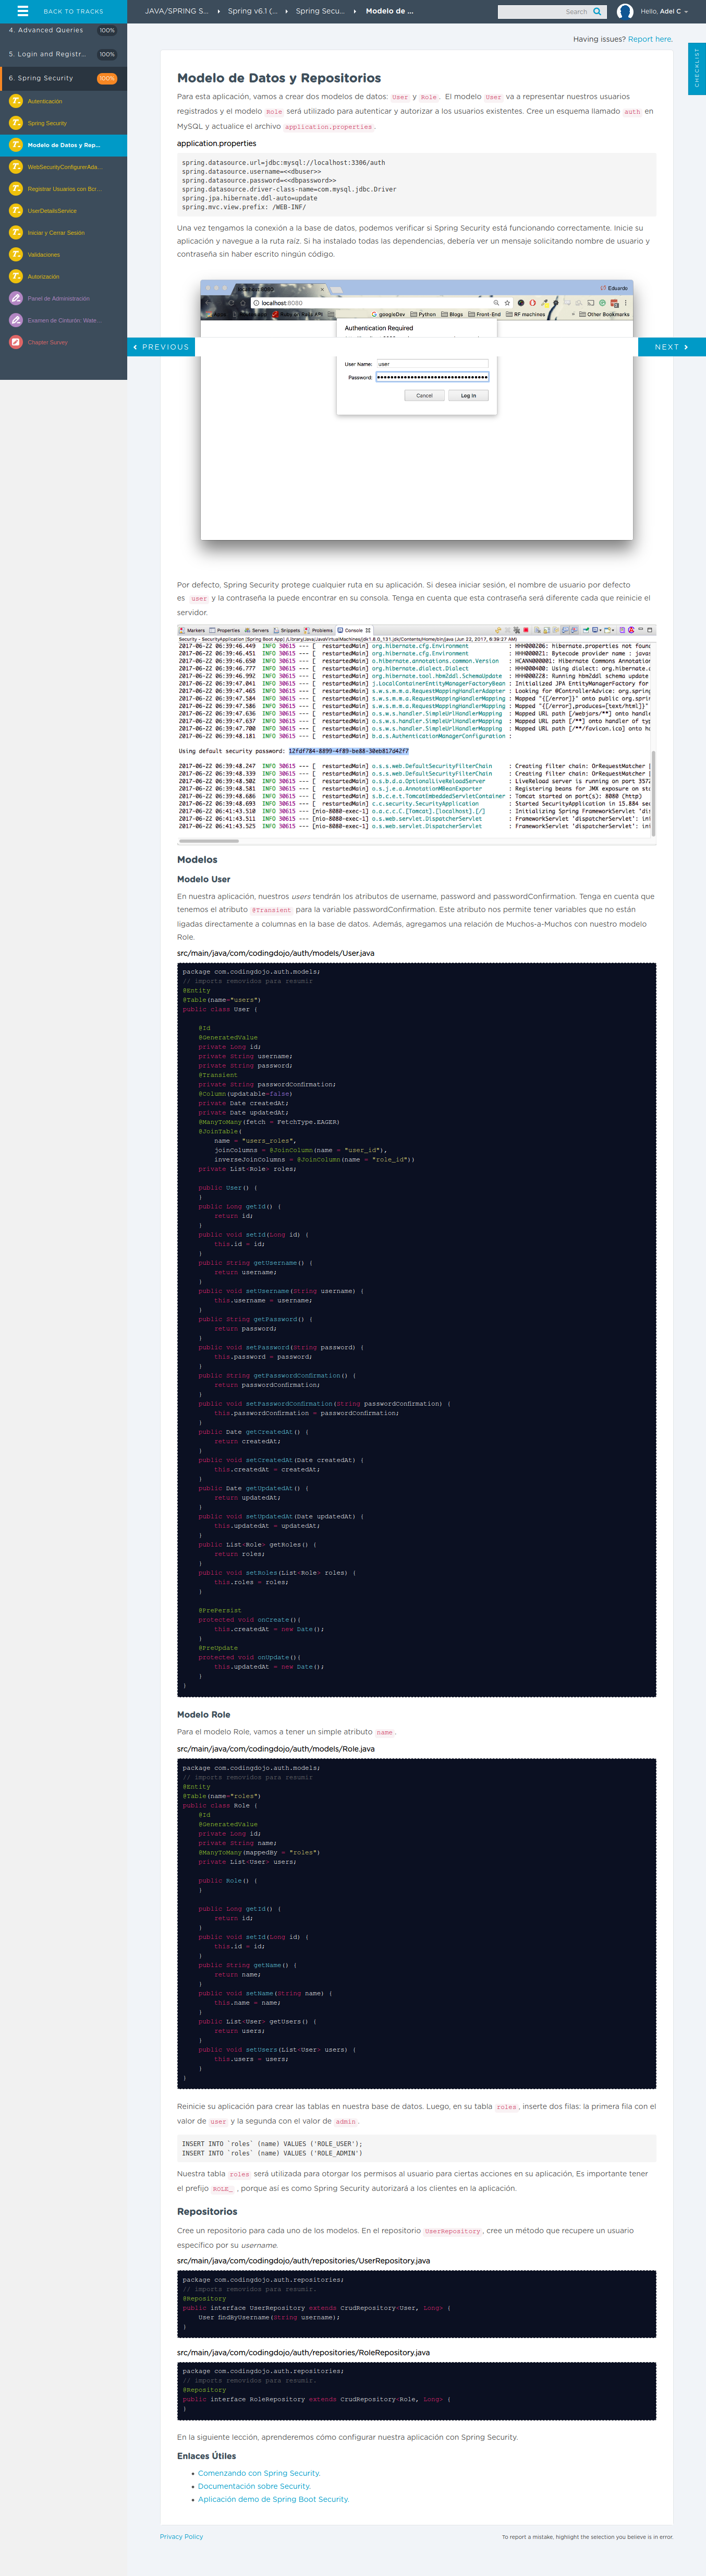 BACK TO TRACKS
JAVA/SPRING S... Spring v6.1 (... Spring Secu... Modelo de ...
Search
Hello, Adel C
4. Advanced Queries 100%
5. Login and Registr... 100%
6. Spring Security 100%
Autenticación
Spring Security
Modelo de Datos y Rep...
WebSecurityConfigurerAda...
Registrar Usuarios con Bcr...
UserDetailsService
Iniciar y Cerrar Sesión
Validaciones
Autorización
Panel de Administración
Examen de Cinturón: Wate...
Chapter Survey
Having issues? Report here.
CHECKLIST
PREVIOUS
NEXT
Modelo de Datos y Repositorios
Para esta aplicación, vamos a crear dos modelos de datos: User y Role. El modelo User va a representar nuestros usuarios
registrados y el modelo Role será utilizado para autenticar y autorizar a los usuarios existentes. Cree un esquema llamado auth en
MySQL y actualice el archivo application.properties.
application.properties
spring.datasource.url=jdbc:mysql://localhost:3306/auth
spring.datasource.username=<<dbuser>>
spring.datasource.password=<<dbpassword>>
spring.datasource.driver-class-name=com.mysql.jdbc.Driver
spring.jpa.hibernate.ddl-auto=update
spring.mvc.view.prefix: /WEB-INF/
Una vez tengamos la conexión a la base de datos, podemos verificar si Spring Security está funcionando correctamente. Inicie su
aplicación y navegue a la ruta raíz. Si ha instalado todas las dependencias, debería ver un mensaje solicitando nombre de usuario y
contraseña sin haber escrito ningún código.
Eduardo
localhost:8080
googleDev Python Blogs Front-End RF machines Other Bookmarks
Authentication Required
User Name: user
Password:
Cancel Log In
Por defecto, Spring Security protege cualquier ruta en su aplicación. Si desea iniciar sesión, el nombre de usuario por defecto
es user y la contraseña la puede encontrar en su consola. Tenga en cuenta que esta contraseña será diferente cada que reinicie el
servidor.
Markers Properties Servers Snippets Problems Console
Security - SecurityApplication [Spring Boot App] /Library/Java/JavaVirtualMachines/jdk1.8.0_131.jdk/Contents/Home/bin/java (Jun 22, 2017, 6:39:27 AM)
2017-06-22 06:39:46.449 INFO 30615 --- [ restartedMain] org.hibernate.cfg.Environment : HHH000206: hibernate.properties not foun
2017-06-22 06:39:46.450 INFO 30615 --- [ restartedMain] org.hibernate.cfg.Environment : HHH000021: Bytecode provider name : javas
2017-06-22 06:39:46.650 INFO 30615 --- [ restartedMain] o.hibernate.annotations.common.Version : HCANN000001: Hibernate Commons Annotation
2017-06-22 06:39:46.777 INFO 30615 --- [ restartedMain] org.hibernate.dialect.Dialect : HHH000400: Using dialect: org.hibernate.d
2017-06-22 06:39:46.999 INFO 30615 --- [ restartedMain] org.hibernate.tool.hbm2ddl.SchemaUpdate : HHH000228: Running hbm2ddl schema update
2017-06-22 06:39:47.041 INFO 30615 --- [ restartedMain] j.LocalContainerEntityManagerFactoryBean : Initialized JPA EntityManagerFactory for
2017-06-22 06:39:47.465 INFO 30615 --- [ restartedMain] s.w.s.m.m.a.RequestMappingHandlerAdapter : Looking for @ControllerAdvice: org.spring
2017-06-22 06:39:47.585 INFO 30615 --- [ restartedMain] s.w.s.m.m.a.RequestMappingHandlerMapping : Mapped "{[/error]}" onto public org.sprin
2017-06-22 06:39:47.586 INFO 30615 --- [ restartedMain] s.w.s.m.m.a.RequestMappingHandlerMapping : Mapped "{[/error],produces=[text/html]}"
2017-06-22 06:39:47.636 INFO 30615 --- [ restartedMain] o.s.w.s.handler.SimpleUrlHandlerMapping : Mapped URL path [/webjars/**] onto handle
2017-06-22 06:39:47.637 INFO 30615 --- [ restartedMain] o.s.w.s.handler.SimpleUrlHandlerMapping : Mapped URL path [/**] onto handler of typ
2017-06-22 06:39:47.700 INFO 30615 --- [ restartedMain] o.s.w.s.handler.SimpleUrlHandlerMapping : Mapped URL path [/**/favicon.ico] onto ha
2017-06-22 06:39:48.181 INFO 30615 --- [ restartedMain] b.a.s.AuthenticationManagerConfiguration :
Using default security password: 12fdf784-8899-4f89-be88-30eb817d42f7
2017-06-22 06:39:48.247 INFO 30615 --- [ restartedMain] o.s.s.web.DefaultSecurityFilterChain : Creating filter chain: OrRequestMatcher [
2017-06-22 06:39:48.339 INFO 30615 --- [ restartedMain] o.s.s.web.DefaultSecurityFilterChain : Creating filter chain: OrRequestMatcher [
2017-06-22 06:39:48.502 INFO 30615 --- [ restartedMain] o.s.b.d.a.OptionalLiveReloadServer : LiveReload server is running on port 3572
2017-06-22 06:39:48.581 INFO 30615 --- [ restartedMain] o.s.j.e.a.AnnotationMBeanExporter : Registering beans for JMX exposure on sta
2017-06-22 06:39:48.686 INFO 30615 --- [ restartedMain] s.b.c.e.t.TomcatEmbeddedServletContainer : Tomcat started on port(s): 8080 (http)
2017-06-22 06:39:48.693 INFO 30615 --- [ restartedMain] c.c.security.SecurityApplication : Started SecurityApplication in 15.884 sec
2017-06-22 06:41:43.510 INFO 30615 --- [nio-8080-exec-1] o.a.c.c.C.[Tomcat].[localhost].[/] : Initializing Spring FrameworkServlet 'dis
2017-06-22 06:41:43.511 INFO 30615 --- [nio-8080-exec-1] o.s.web.servlet.DispatcherServlet : FrameworkServlet 'dispatcherServlet': ini
2017-06-22 06:41:43.525 INFO 30615 --- [nio-8080-exec-1] o.s.web.servlet.DispatcherServlet : FrameworkServlet 'dispatcherServlet': ini
Modelos
Modelo User
En nuestra aplicación, nuestros users tendrán los atributos de username, password and passwordConfirmation. Tenga en cuenta que
tenemos el atributo @Transient para la variable passwordConfirmation. Este atributo nos permite tener variables que no están
ligadas directamente a columnas en la base de datos. Además, agregamos una relación de Muchos-a-Muchos con nuestro modelo
Role.
src/main/java/com/codingdojo/auth/models/User.java
package com.codingdojo.auth.models;
// imports removidos para resumir
@Entity
@Table(name="users")
public class User {
@Id
@GeneratedValue
private Long id;
private String username;
private String password;
@Transient
private String passwordConfirmation;
@Column(updatable=false)
private Date createdAt;
private Date updatedAt;
@ManyToMany(fetch = FetchType.EAGER)
@JoinTable(
name = "users_roles",
joinColumns = @JoinColumn(name = "user_id"),
inverseJoinColumns = @JoinColumn(name = "role_id"))
private List<Role> roles;
public User() {
}
public Long getId() {
return id;
}
public void setId(Long id) {
this.id = id;
}
public String getUsername() {
return username;
}
public void setUsername(String username) {
this.username = username;
}
public String getPassword() {
return password;
}
public void setPassword(String password) {
this.password = password;
}
public String getPasswordConfirmation() {
return passwordConfirmation;
}
public void setPasswordConfirmation(String passwordConfirmation) {
this.passwordConfirmation = passwordConfirmation;
}
public Date getCreatedAt() {
return createdAt;
}
public void setCreatedAt(Date createdAt) {
this.createdAt = createdAt;
}
public Date getUpdatedAt() {
return updatedAt;
}
public void setUpdatedAt(Date updatedAt) {
this.updatedAt = updatedAt;
}
public List<Role> getRoles() {
return roles;
}
public void setRoles(List<Role> roles) {
this.roles = roles;
}
@PrePersist
protected void onCreate(){
this.createdAt = new Date();
}
@PreUpdate
protected void onUpdate(){
this.updatedAt = new Date();
}
}
Modelo Role
Para el modelo Role, vamos a tener un simple atributo name.
src/main/java/com/codingdojo/auth/models/Role.java
package com.codingdojo.auth.models;
// imports removidos para resumir
@Entity
@Table(name="roles")
public class Role {
@Id
@GeneratedValue
private Long id;
private String name;
@ManyToMany(mappedBy = "roles")
private List<User> users;
public Role() {
}
public Long getId() {
return id;
}
public void setId(Long id) {
this.id = id;
}
public String getName() {
return name;
}
public void setName(String name) {
this.name = name;
}
public List<User> getUsers() {
return users;
}
public void setUsers(List<User> users) {
this.users = users;
}
}
Reinicie su aplicación para crear las tablas en nuestra base de datos. Luego, en su tabla roles, inserte dos filas: la primera fila con el
valor de user y la segunda con el valor de admin.
INSERT INTO `roles` (name) VALUES ('ROLE_USER');
INSERT INTO `roles` (name) VALUES ('ROLE_ADMIN')
Nuestra tabla roles será utilizada para otorgar los permisos al usuario para ciertas acciones en su aplicación, Es importante tener
el prefijo ROLE_ , porque así es como Spring Security autorizará a los clientes en la aplicación.
Repositorios
Cree un repositorio para cada uno de los modelos. En el repositorio UserRepository, cree un método que recupere un usuario
específico por su username.
src/main/java/com/codingdojo/auth/repositories/UserRepository.java
package com.codingdojo.auth.repositories;
// imports removidos para resumir.
@Repository
public interface UserRepository extends CrudRepository<User, Long> {
User findByUsername(String username);
}
src/main/java/com/codingdojo/auth/repositories/RoleRepository.java
package com.codingdojo.auth.repositories;
// imports removidos para resumir.
@Repository
public interface RoleRepository extends CrudRepository<Role, Long> {
}
En la siguiente lección, aprenderemos cómo configurar nuestra aplicación con Spring Security.
Enlaces Útiles
Comenzando con Spring Security.
Documentación sobre Security.
Aplicación demo de Spring Boot Security.
Privacy Policy
To report a mistake, highlight the selection you believe is in error.